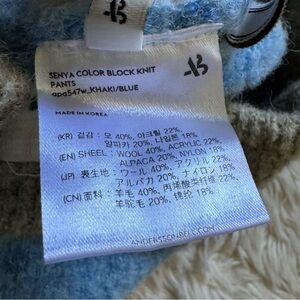 SENYA COLOR BLOCK KNIT
PANTS
apa547w_KHAKI/BLUE
MADE IN KOREA
(KR) 겉감: 모 40%, 아크릴 22%,
알파카 20%, 나일론 18%
(EN) SHEEL: WOOL 40%, ACRYLIC 22%,
ALPACA 20%, NYLON 18%
(JP) 表生地: ウール 40%, アクリル 22%,
アルパカ 20%, ナイロン 18%
(CN) 面料: 羊毛 40%, 丙烯酸类纤维 22%,
羊驼毛 20%, 锦纶 18%
ANDERSSONBELL.COM